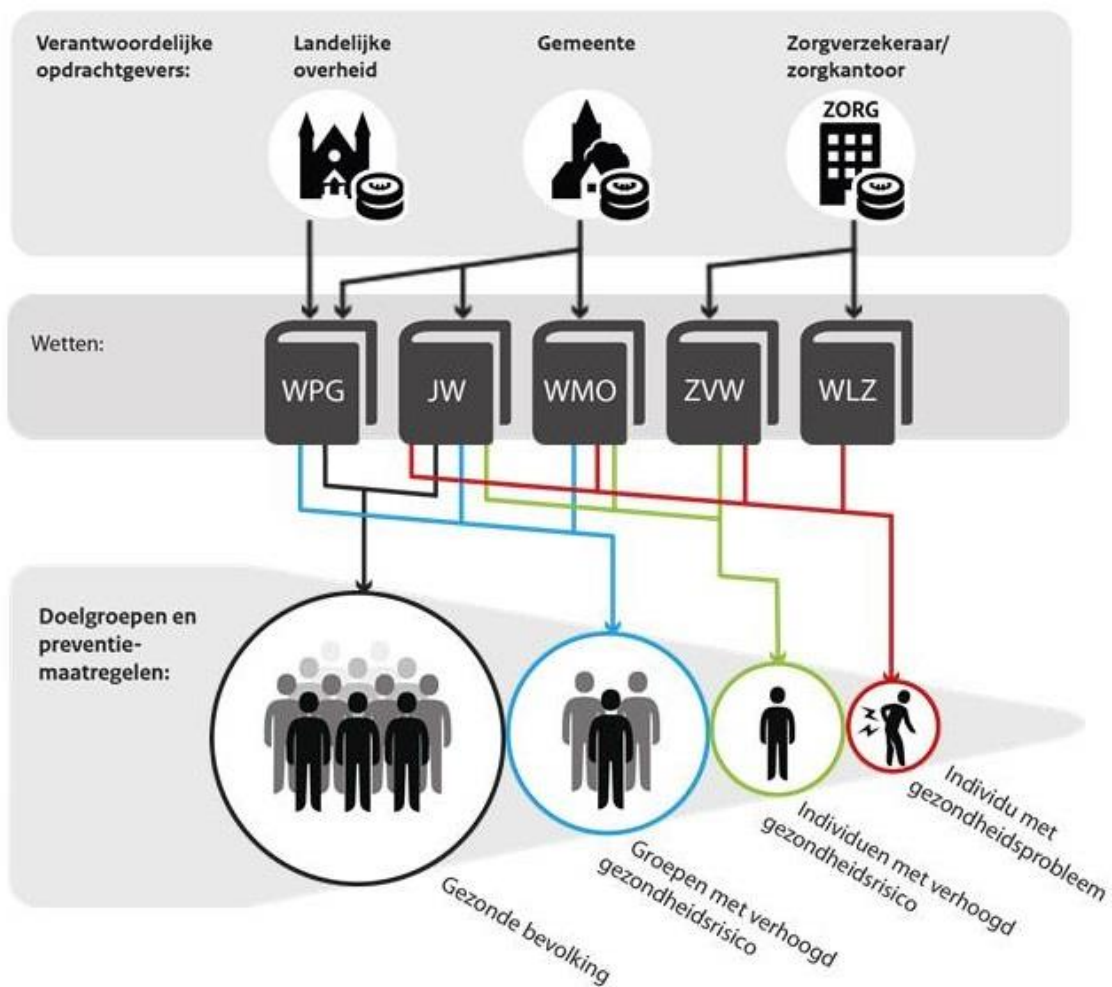 Verantwoordelijke
opdrachtgevers:
Landelijke
overheid
Gemeente
Zorgverzekeraar/
zorgkantoor
ZORG
Wetten:
WPG
JW
WMO
ZVW
WLZ
Doelgroepen en
preventie-
maatregelen:
Gezonde bevolking
Groepen met verhoogd
gezondheidsrisico
Individuen met verhoogd
gezondheidsrisico
Individu met
gezondheidsprobleem